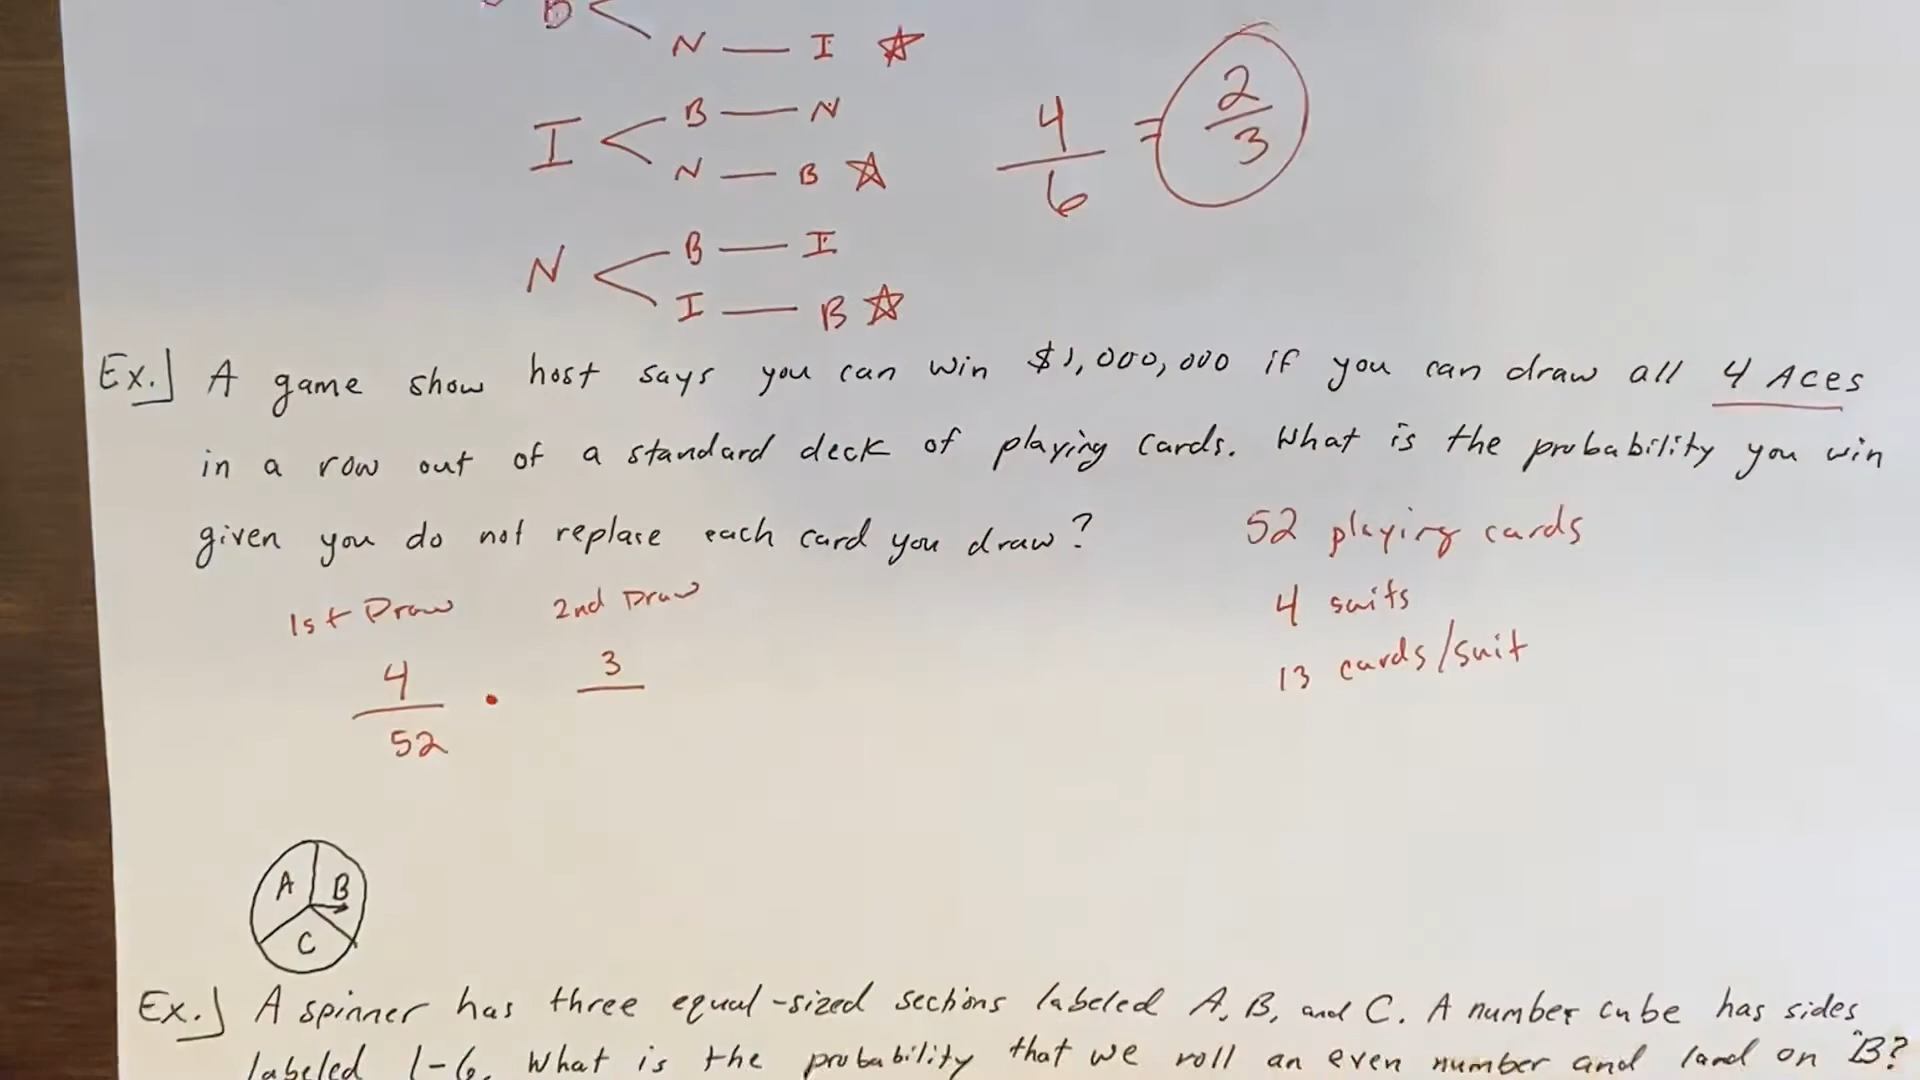 B
N — I
I B — N
N — B
N B — I
I — B
4/6 = 2/3
Ex.] A game show host says you can win $1,000,000 if you can draw all 4 Aces
in a row out of a standard deck of playing cards. What is the probability you win
given you do not replace each card you draw?
52 playing cards
4 suits
13 cards/suit
1st Draw 2nd Draw
4/52 · 3/
A B
C
Ex.] A spinner has three equal-sized sections labeled A, B, and C. A number cube has sides
labeled 1-6. What is the probability that we roll an even number and land on B?